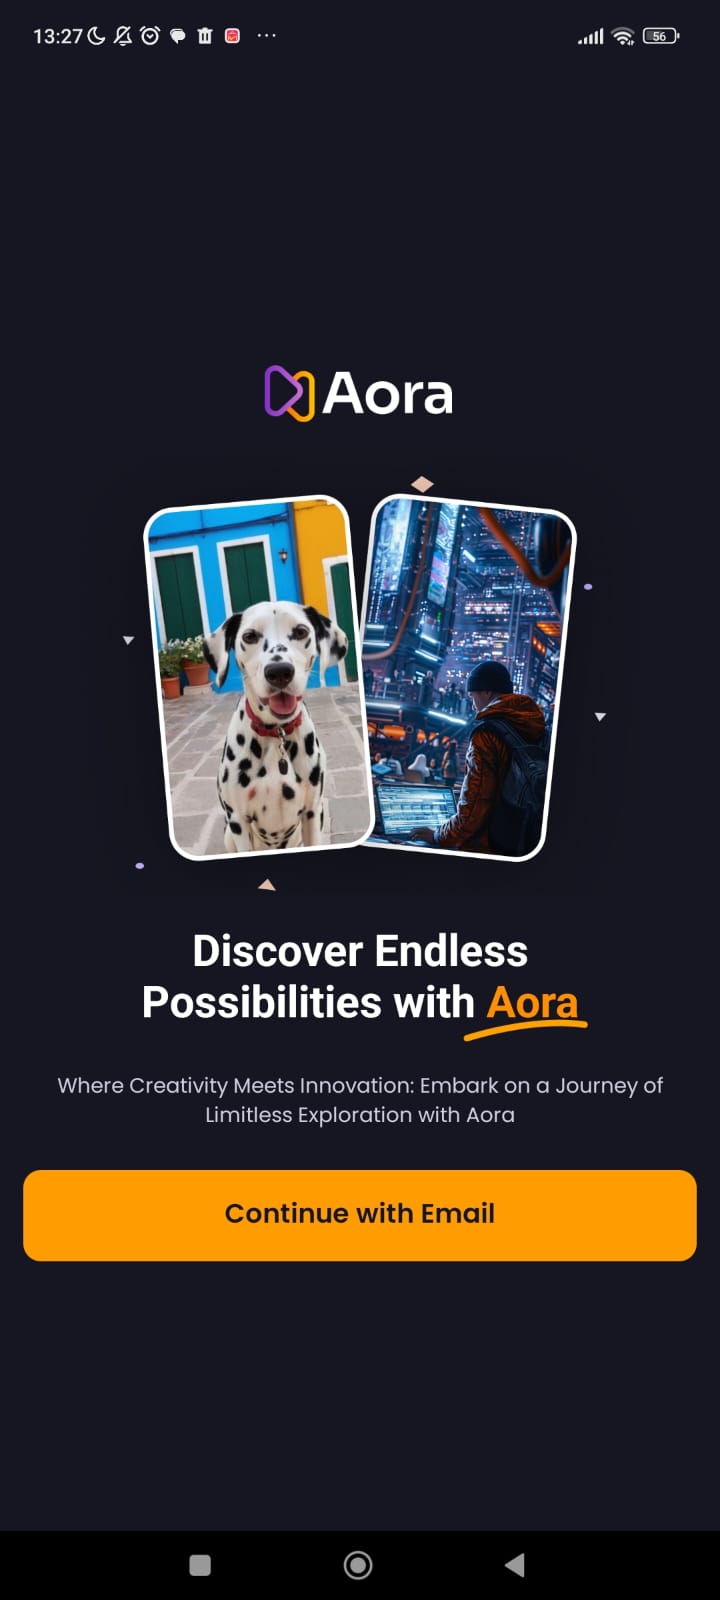 13:27
56
Aora
Discover Endless
Possibilities with Aora
Where Creativity Meets Innovation: Embark on a Journey of
Limitless Exploration with Aora
Continue with Email